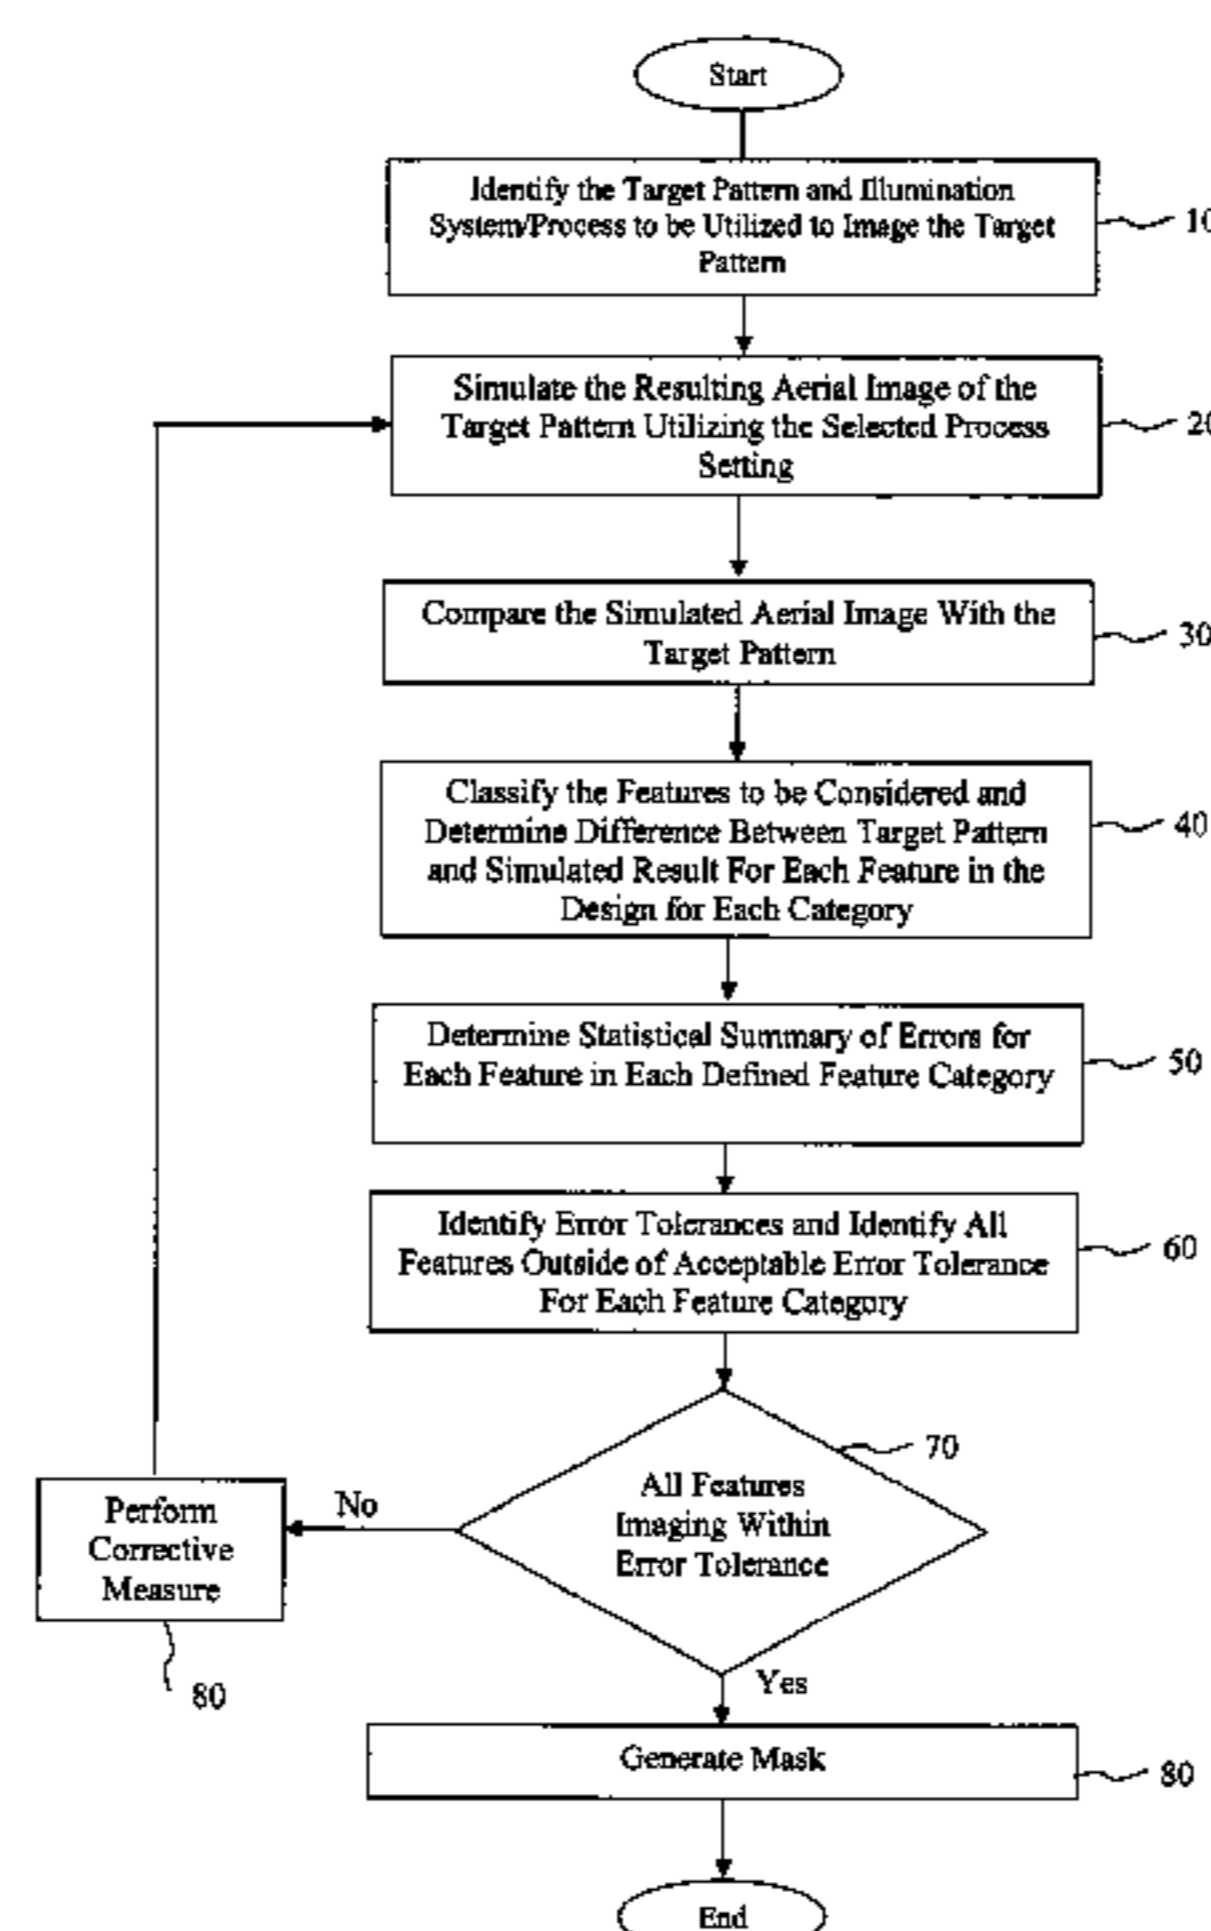 Start
Identify the Target Pattern and Illumination
System/Process to be Utilized to Image the Target
Pattern
10
Simulate the Resulting Aerial Image of the
Target Pattern Utilizing the Selected Process
Setting
20
Compare the Simulated Aerial Image With the
Target Pattern
30
Classify the Features to be Considered and
Determine Difference Between Target Pattern
and Simulated Result For Each Feature in the
Design for Each Category
40
Determine Statistical Summary of Errors for
Each Feature in Each Defined Feature Category
50
Identify Error Tolerances and Identify All
Features Outside of Acceptable Error Tolerance
For Each Feature Category
60
70
All Features
Imaging Within
Error Tolerance
No
Perform
Corrective
Measure
80
Yes
Generate Mask
80
End